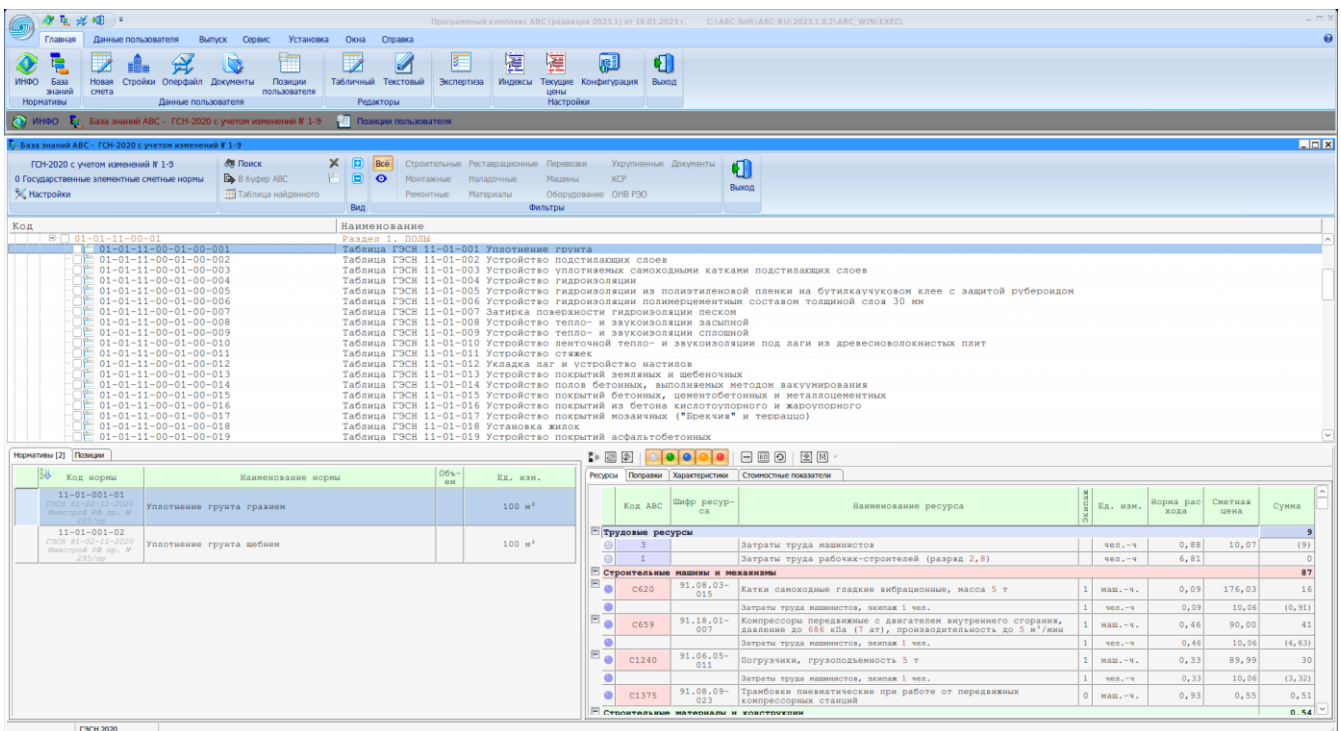 Программный комплекс ABC (редакция 2023.1) от 16.01.2023 г. C:\ABC-Soft\ABC-RU\2023.1.0.2\ABC_WIN\EXEC\
Главная Данные пользователя Выпуск Сервис Установка Окна Справка
ИНФО База знаний Новая смета Стройки Оперфайл Документы Позиции пользователя Табличный Текстовый Экспертиза Индексы Текущие цены Конфигурация Выход
Нормативы Данные пользователя Редакторы Настройки
ИНФО База знаний АВС - ГСН-2020 с учетом изменений № 1-9 Позиции пользователя
База знаний АВС - ГСН-2020 с учетом изменений № 1-9
ГСН-2020 с учетом изменений № 1-9 Поиск Всё Строительные Реставрационные Перевозки Укрупненные Документы
0 Государственные элементные сметные нормы В буфер АВС Монтажные Наладочные Машины КСР
Настройки Таблица найденного Ремонтные Материалы Оборудование ОНВ РЭО Выход
Вид Фильтры
Код Наименование
01-01-11-00-01 Раздел 1. ПОЛЫ
01-01-11-00-01-00-001 Таблица ГЭСН 11-01-001 Уплотнение грунта
01-01-11-00-01-00-002 Таблица ГЭСН 11-01-002 Устройство подстилающих слоев
01-01-11-00-01-00-003 Таблица ГЭСН 11-01-003 Устройство уплотняемых самоходными катками подстилающих слоев
01-01-11-00-01-00-004 Таблица ГЭСН 11-01-004 Устройство гидроизоляции
01-01-11-00-01-00-005 Таблица ГЭСН 11-01-005 Устройство гидроизоляции из полиэтиленовой пленки на бутилкаучуковом клее с защитой рубероидом
01-01-11-00-01-00-006 Таблица ГЭСН 11-01-006 Устройство гидроизоляции полимерцементным составом толщиной слоя 30 мм
01-01-11-00-01-00-007 Таблица ГЭСН 11-01-007 Затирка поверхности гидроизоляции песком
01-01-11-00-01-00-008 Таблица ГЭСН 11-01-008 Устройство тепло- и звукоизоляции засыпной
01-01-11-00-01-00-009 Таблица ГЭСН 11-01-009 Устройство тепло- и звукоизоляции сплошной
01-01-11-00-01-00-010 Таблица ГЭСН 11-01-010 Устройство ленточной тепло- и звукоизоляции под лаги из древесноволокнистых плит
01-01-11-00-01-00-011 Таблица ГЭСН 11-01-011 Устройство стяжек
01-01-11-00-01-00-012 Таблица ГЭСН 11-01-012 Укладка лаг и устройство настилов
01-01-11-00-01-00-013 Таблица ГЭСН 11-01-013 Устройство покрытий земляных и щебеночных
01-01-11-00-01-00-014 Таблица ГЭСН 11-01-014 Устройство полов бетонных, выполняемых методом вакуумирования
01-01-11-00-01-00-015 Таблица ГЭСН 11-01-015 Устройство покрытий бетонных, цементобетонных и металлоцементных
01-01-11-00-01-00-016 Таблица ГЭСН 11-01-016 Устройство покрытий из бетона кислотоупорного и жароупорного
01-01-11-00-01-00-017 Таблица ГЭСН 11-01-017 Устройство покрытий мозаичных ("Брекчия" и терраццо)
01-01-11-00-01-00-018 Таблица ГЭСН 11-01-018 Установка жилок
01-01-11-00-01-00-019 Таблица ГЭСН 11-01-019 Устройство покрытий асфальтобетонных
Нормативы [2] Позиции
Код нормы Наименование нормы Объем Ед. изм.
11-01-001-01
ГЭСН 81-02-11-2020
Минстрой РФ пр. №
295/пр
Уплотнение грунта гравием 100 м²
11-01-001-02
ГЭСН 81-02-11-2020
Минстрой РФ пр. №
295/пр
Уплотнение грунта щебнем 100 м²
Ресурсы Поправки Характеристики Стоимостные показатели
Код АВС Шифр ресур- са Наименование ресурса Экипаж Ед. изм. Норма рас хода Сметная цена Сумма
Трудовые ресурсы 9
3 Затраты труда машинистов чел.-ч 0,88 10,07 (9)
1 Затраты труда рабочих-строителей (разряд 2,8) чел.-ч 6,81 0
Строительные машины и механизмы 87
С620 91.08.03-015 Катки самоходные гладкие вибрационные, масса 5 т 1 маш.-ч. 0,09 176,03 16
Затраты труда машинистов, экипаж 1 чел. 1 чел.-ч 0,09 10,06 (0,91)
С659 91.18.01-007 Компрессоры передвижные с двигателем внутреннего сгорания, давление до 686 кПа (7 ат), производительность до 5 м³/мин 1 маш.-ч. 0,46 90,00 41
Затраты труда машинистов, экипаж 1 чел. 1 чел.-ч 0,46 10,06 (4,63)
С1240 91.06.05-011 Погрузчики, грузоподъемность 5 т 1 маш.-ч. 0,33 89,99 30
Затраты труда машинистов, экипаж 1 чел. 1 чел.-ч 0,33 10,06 (3,32)
С1375 91.08.09-023 Трамбовки пневматические при работе от передвижных компрессорных станций 0 маш.-ч. 0,93 0,55 0,51
Строительные материалы и конструкции 0,54
ГЭСН 2020